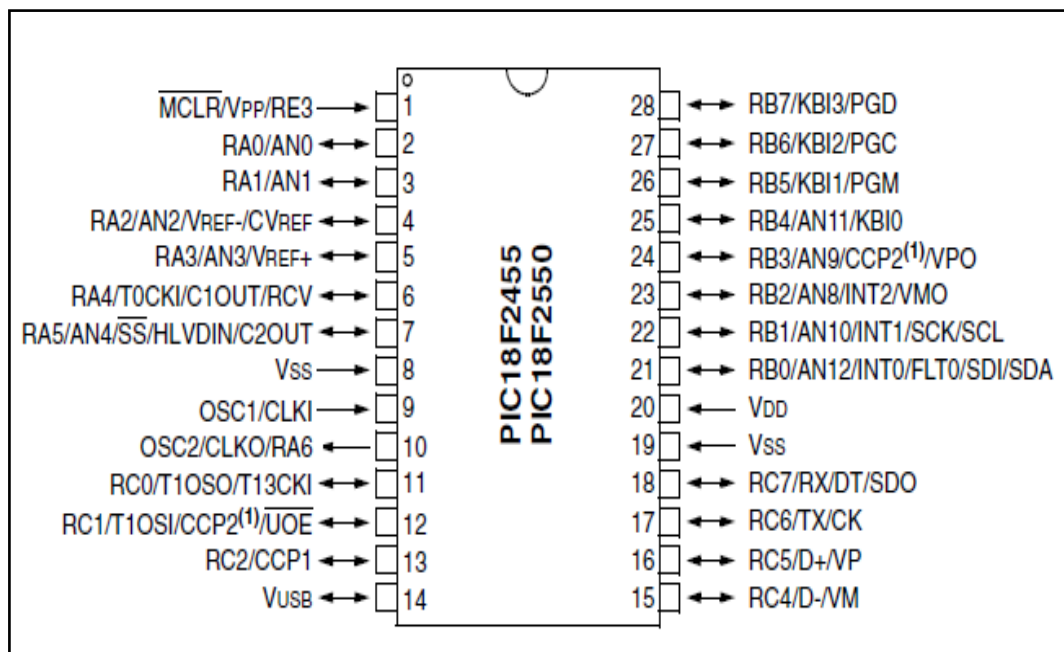 MCLR/VPP/RE3 1
RA0/AN0 2
RA1/AN1 3
RA2/AN2/VREF-/CVREF 4
RA3/AN3/VREF+ 5
RA4/T0CKI/C1OUT/RCV 6
RA5/AN4/SS/HLVDIN/C2OUT 7
VSS 8
OSC1/CLKI 9
OSC2/CLKO/RA6 10
RC0/T1OSO/T13CKI 11
RC1/T1OSI/CCP2(1)/UOE 12
RC2/CCP1 13
VUSB 14
PIC18F2455
PIC18F2550
28 RB7/KBI3/PGD
27 RB6/KBI2/PGC
26 RB5/KBI1/PGM
25 RB4/AN11/KBI0
24 RB3/AN9/CCP2(1)/VPO
23 RB2/AN8/INT2/VMO
22 RB1/AN10/INT1/SCK/SCL
21 RB0/AN12/INT0/FLT0/SDI/SDA
20 VDD
19 VSS
18 RC7/RX/DT/SDO
17 RC6/TX/CK
16 RC5/D+/VP
15 RC4/D-/VM